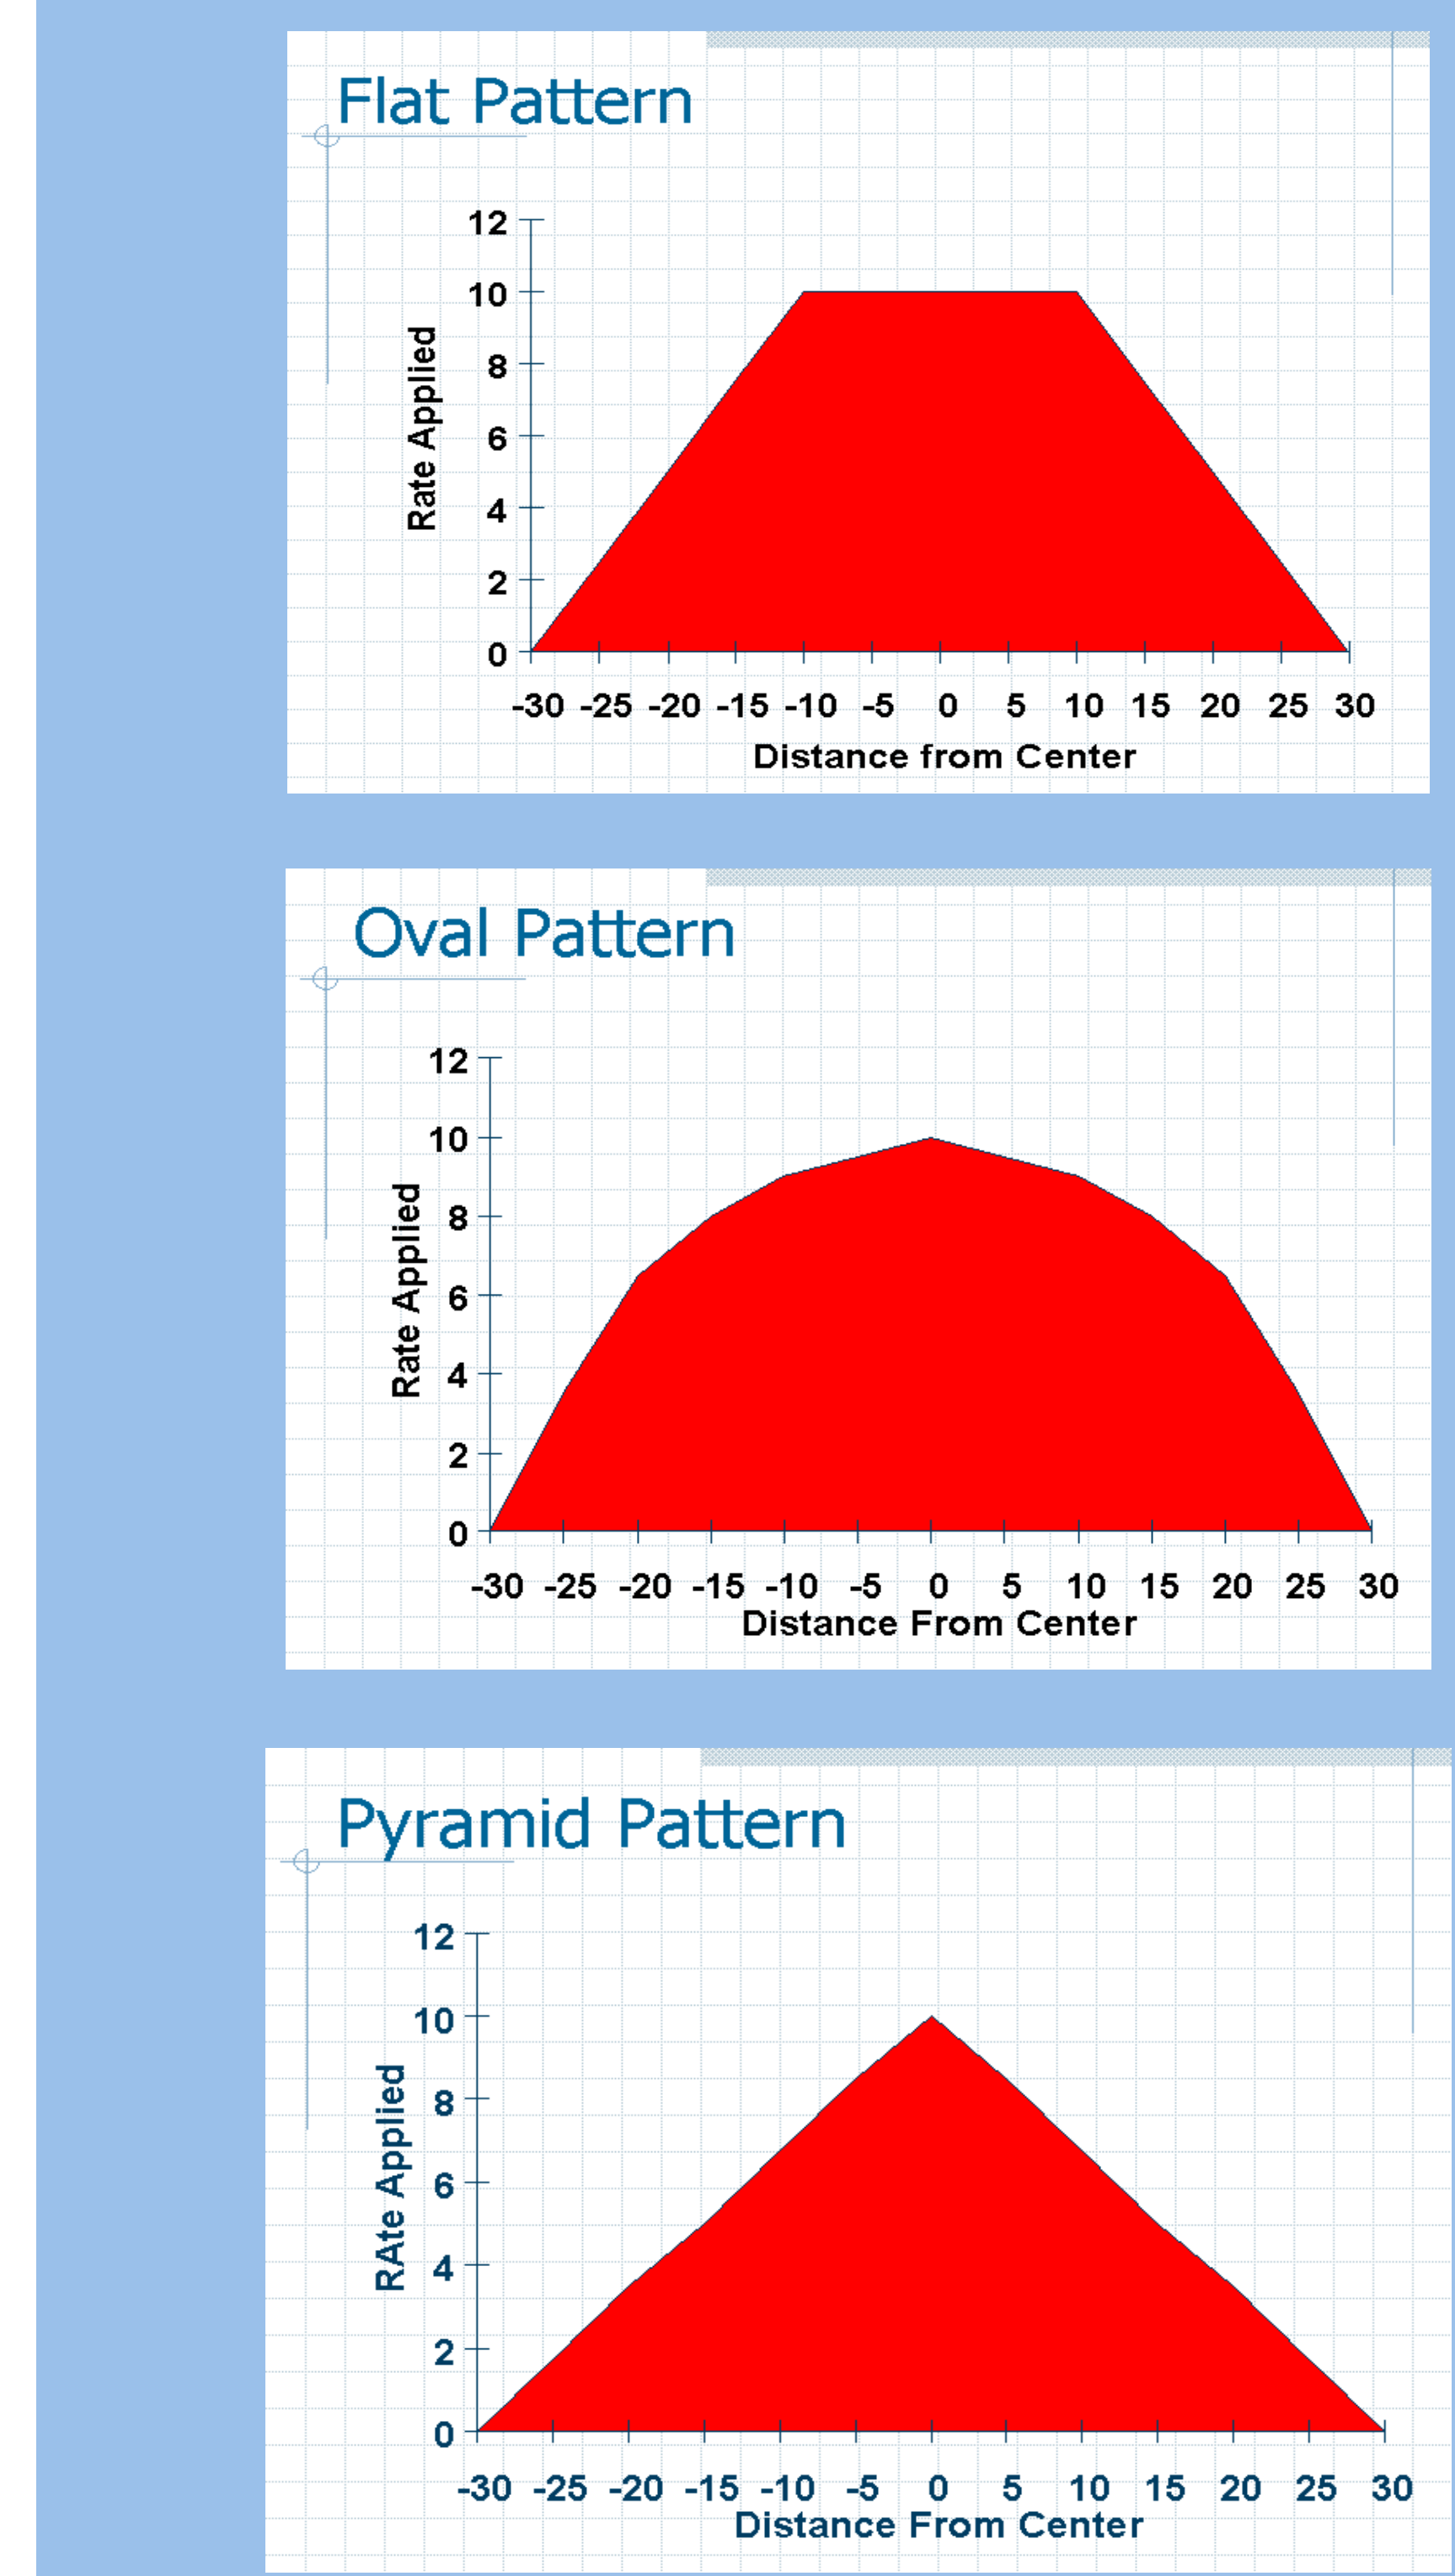 Flat Pattern
12
10
8
6
4
2
0
Rate Applied
-30 -25 -20 -15 -10 -5 0 5 10 15 20 25 30
Distance from Center
Oval Pattern
12
10
8
6
4
2
0
Rate Applied
-30 -25 -20 -15 -10 -5 0 5 10 15 20 25 30
Distance From Center
Pyramid Pattern
12
10
8
6
4
2
0
RAte Applied
-30 -25 -20 -15 -10 -5 0 5 10 15 20 25 30
Distance From Center